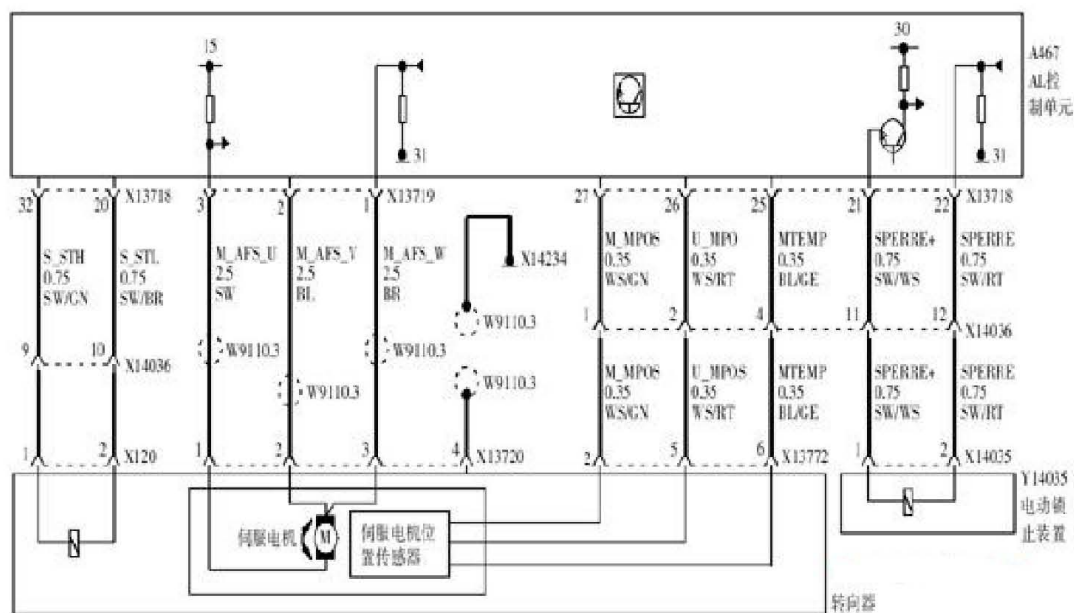 15
30
A467
AL控
制单元
31
31
32
20
X13718
3
2
1
X13719
27
26
25
21
22
X13718
S_STH
0.75
SW/GN
S_STL
0.75
SW/BR
M_AFS_U
2.5
SW
M_AFS_V
2.5
BL
M_AFS_W
2.5
BR
X14234
M_MPOS
0.35
WS/GN
U_MPO
0.35
WS/RT
MTEMP
0.35
BL/GE
SPERRE+
0.75
SW/WS
SPERRE
0.75
SW/RT
9
10
X14036
W9110.3
W9110.3
W9110.3
W9110.3
W9110.3
1
2
4
11
12
X14036
M_MPOS
0.35
WS/GN
U_MPOS
0.35
WS/RT
MTEMP
0.35
BL/GE
SPERRE+
0.75
SW/WS
SPERRE
0.75
SW/RT
1
2
X120
1
2
3
4
X13720
2
5
6
X13772
1
2
X14035
伺服电机
M
伺服电机位
置传感器
Y14035
电动锁
止装置
转向器